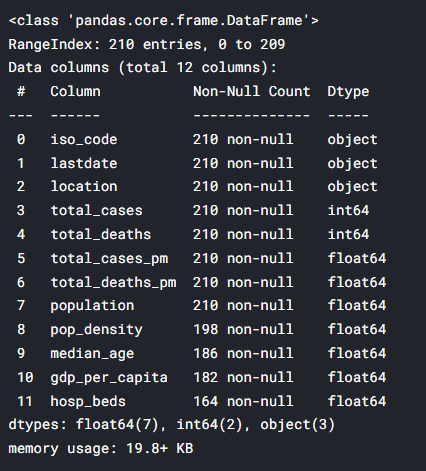 <class 'pandas.core.frame.DataFrame'>
RangeIndex: 210 entries, 0 to 209
Data columns (total 12 columns):
 #   Column           Non-Null Count  Dtype
---  ------           --------------  -----
 0   iso_code         210 non-null    object
 1   lastdate         210 non-null    object
 2   location         210 non-null    object
 3   total_cases      210 non-null    int64
 4   total_deaths     210 non-null    int64
 5   total_cases_pm   210 non-null    float64
 6   total_deaths_pm  210 non-null    float64
 7   population       210 non-null    float64
 8   pop_density      198 non-null    float64
 9   median_age       186 non-null    float64
 10  gdp_per_capita   182 non-null    float64
 11  hosp_beds        164 non-null    float64
dtypes: float64(7), int64(2), object(3)
memory usage: 19.8+ KB